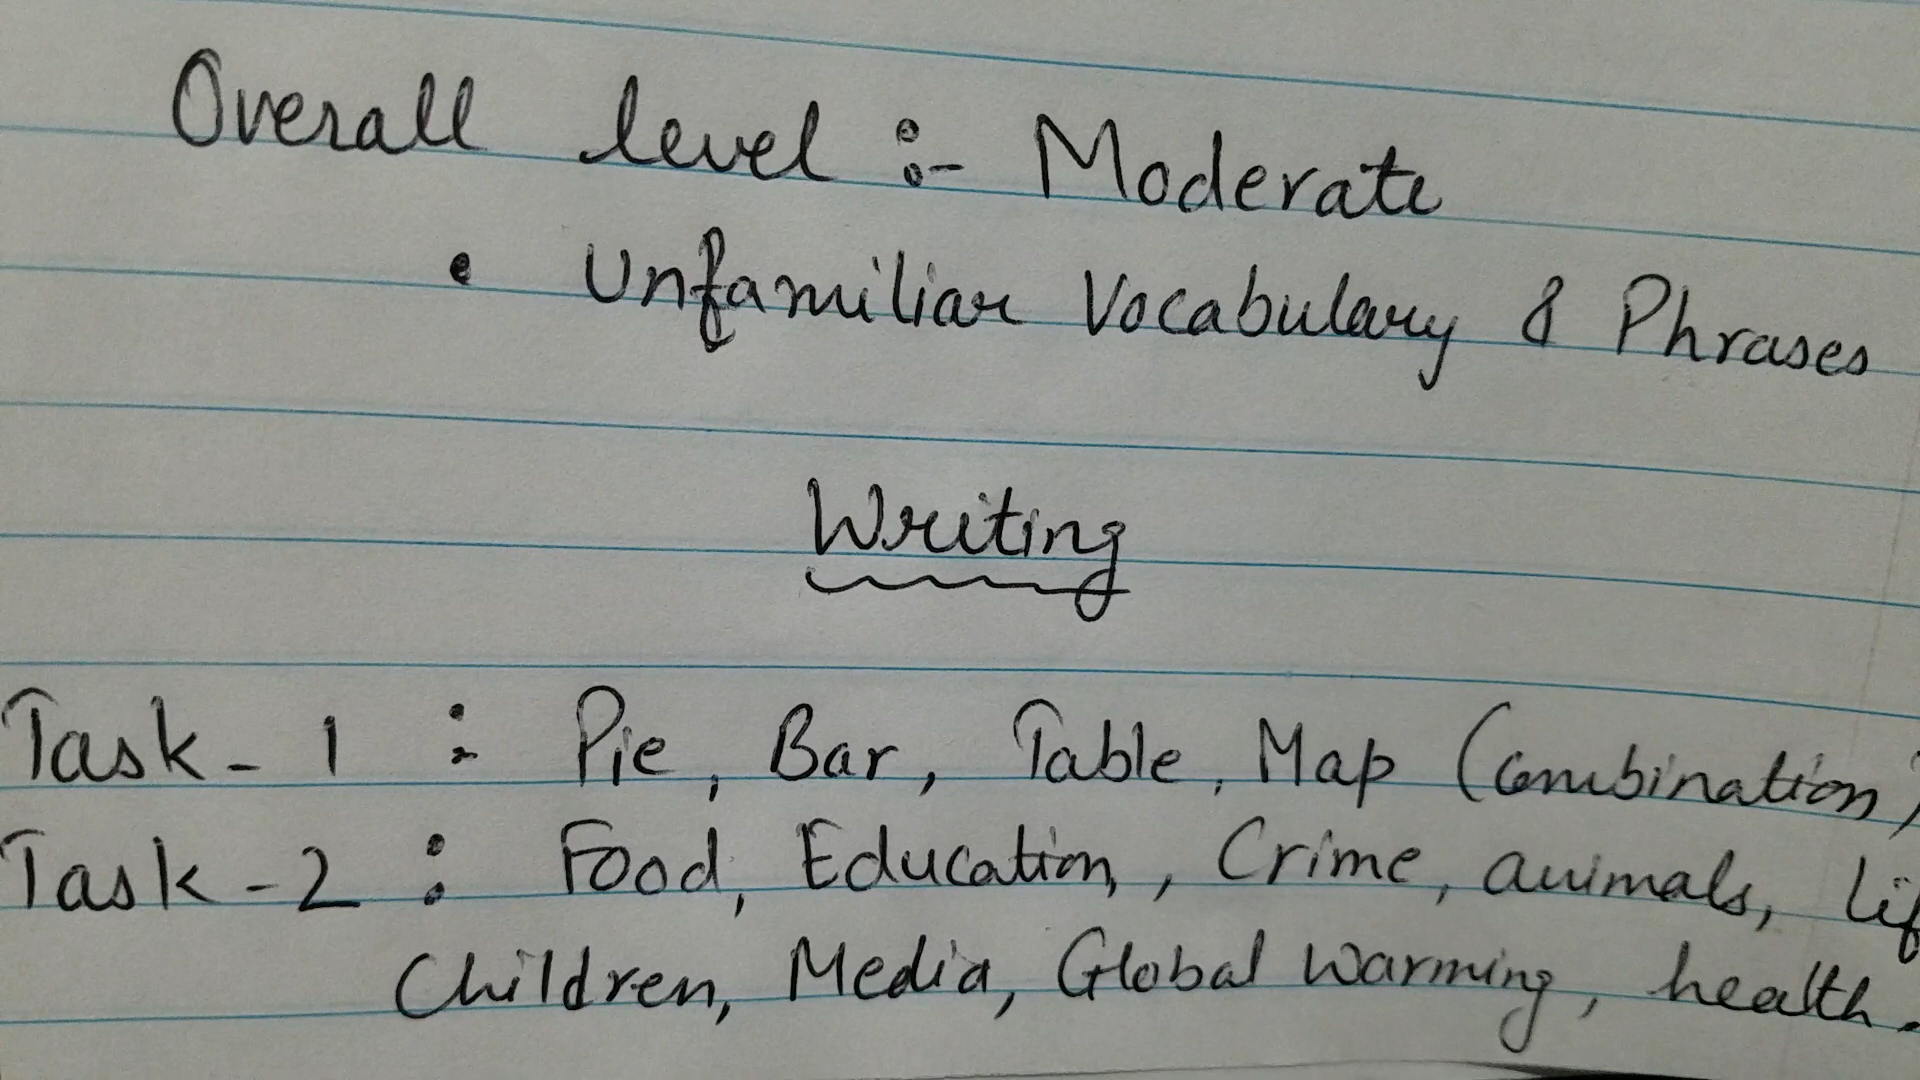 Overall level :- Moderate
• Unfamiliar Vocabulary & Phrases
Writing
Task-1 : Pie, Bar, Table, Map (Combination)
Task-2 : Food, Education, Crime, animals,
Children, Media, Global Warming, health.